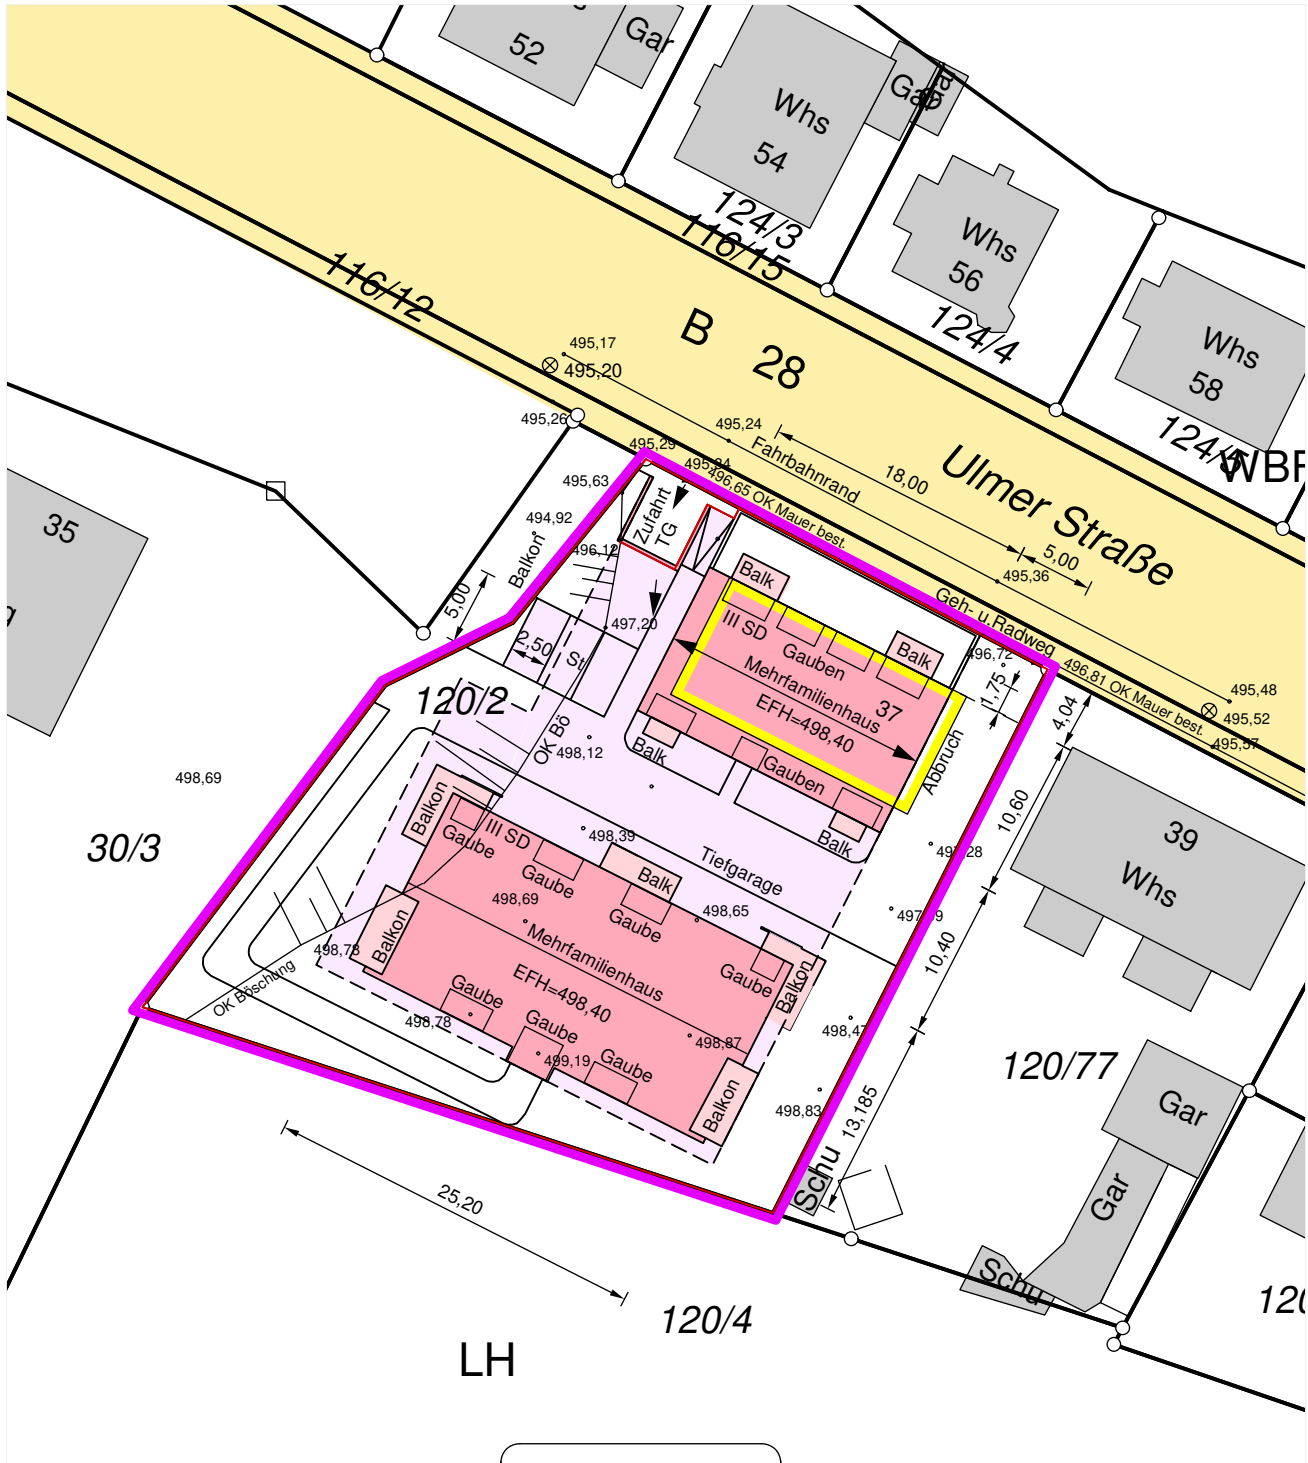 52
Gar
Whs
54
Gar
124/3
116/15
Whs
56
124/4
Whs
58
124/5
WBF
116/12
B 28
495,17
495,20
495,26
495,24
Fahrbahnrand
18,00
5,00
Ulmer Straße
495,29
495,63
496,65 OK Mauer best.
494,92
496,12
Balkon
5,00
Zufahrt
TG
495,36
Geh- u.Radweg
496,72
496,81 OK Mauer best.
495,48
495,52
495,57
1,75
4,04
35
497,20
2,50
St
Balk
III SD
Gauben
Balk
Mehrfamilienhaus
37
EFH=498,40
Abbruch
120/2
OK Bö
498,12
Balk
Gauben
Balk
498,69
30/3
10,60
39
Whs
Balkon
Gaube
III SD
498,39
Gaube
Balk
Tiefgarage
498,69
Gaube
498,65
10,40
498,73
Balkon
Mehrfamilienhaus
EFH=498,40
Gaube
Balkon
OK Böschung
Gaube
498,78
Gaube
499,19
Gaube
498,87
498,47
Balkon
498,83
13,185
120/77
Gar
Gar
Schu
Schu
25,20
120/4
LH